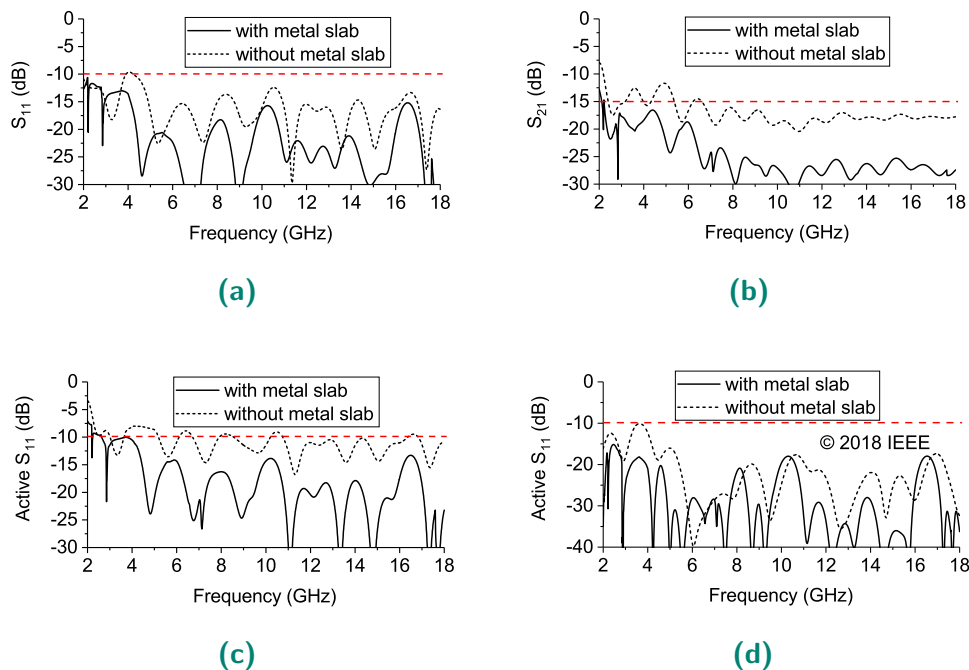 0
-5
-10
-15
-20
-25
-30
S11 (dB)
with metal slab
without metal slab
2 4 6 8 10 12 14 16 18
Frequency (GHz)
(a)
0
-5
-10
-15
-20
-25
-30
S21 (dB)
with metal slab
without metal slab
2 4 6 8 10 12 14 16 18
Frequency (GHz)
(b)
0
-5
-10
-15
-20
-25
-30
Active S11 (dB)
with metal slab
without metal slab
2 4 6 8 10 12 14 16 18
Frequency (GHz)
(c)
0
-10
-20
-30
-40
Active S11 (dB)
with metal slab
without metal slab
© 2018 IEEE
2 4 6 8 10 12 14 16 18
Frequency (GHz)
(d)